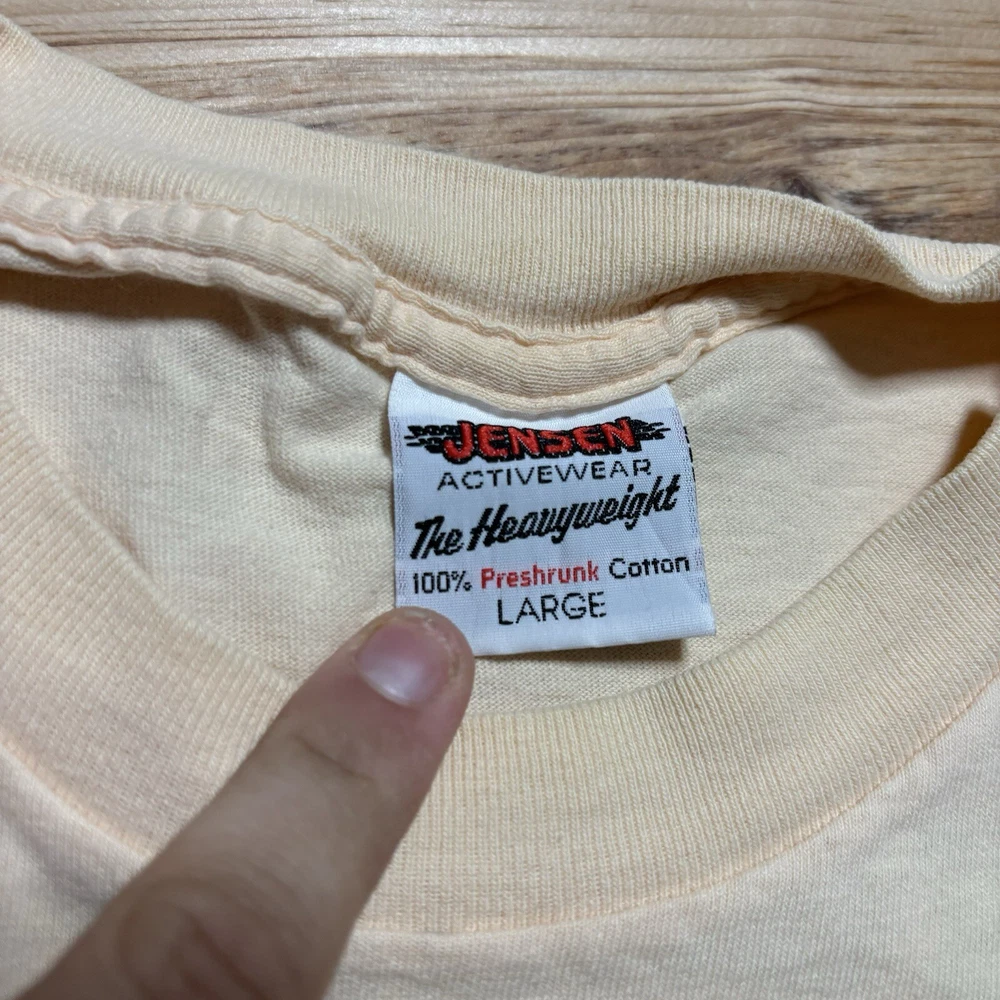 JENSEN
ACTIVEWEAR
The Heavyweight
100% Preshrunk Cotton
LARGE